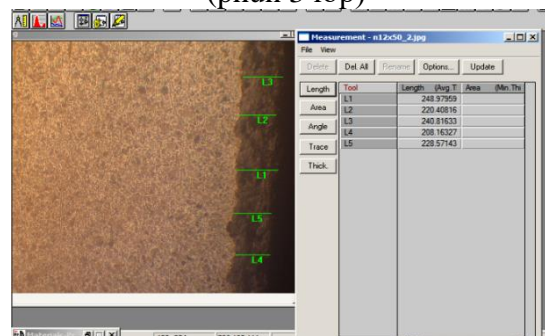 (phần 3 lớp)
Measurement - n12x50_2.jpg
File View
Delete Del. All Rename Options... Update
Length
Area
Angle
Trace
Thick.
Tool Length (Avg.T Area (Min.Thi
L1 248.97959
L2 220.40816
L3 240.81633
L4 208.16327
L5 228.57143
L3
L2
L1
L5
L4